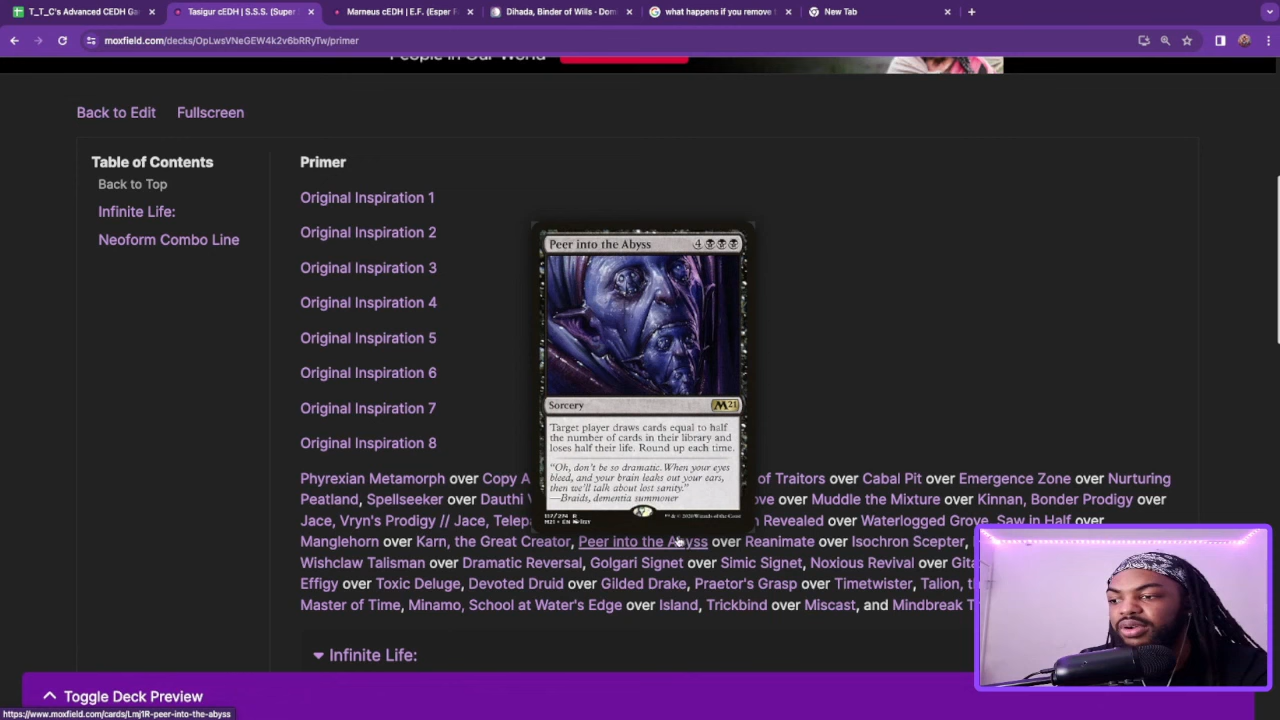 T_T_C's Advanced CEDH Ga
Tasigur cEDH | S.S.S. (Super
Marneus cEDH | E.F. (Esper F
Dihada, Binder of Wills - Dom
what happens if you remove
New Tab
moxfield.com/decks/OpLwsVNeGEW4k2v6bRRyTw/primer
People in Our World
Back to Edit
Fullscreen
Table of Contents
Back to Top
Infinite Life:
Neoform Combo Line
Primer
Original Inspiration 1
Original Inspiration 2
Original Inspiration 3
Original Inspiration 4
Original Inspiration 5
Original Inspiration 6
Original Inspiration 7
Original Inspiration 8
Peer into the Abyss 4
Sorcery
M21
Target player draws cards equal to half
the number of cards in their library and
loses half their life. Round up each time.
"Oh, don't be so dramatic. When your eyes
bleed, and your brain leaks out your ears,
then we'll talk about lost sanity."
—Braids, dementia summoner
Phyrexian Metamorph over Copy A of Traitors over Cabal Pit over Emergence Zone over Nurturing
Peatland, Spellseeker over Dauthi V ove over Muddle the Mixture over Kinnan, Bonder Prodigy over
Jace, Vryn's Prodigy // Jace, Telep n Revealed over Waterlogged Grove, Saw in Half over
Manglehorn over Karn, the Great Creator, Peer into the Abyss over Reanimate over Isochron Scepter,
Wishclaw Talisman over Dramatic Reversal, Golgari Signet over Simic Signet, Noxious Revival over Gita
Effigy over Toxic Deluge, Devoted Druid over Gilded Drake, Praetor's Grasp over Timetwister, Talion, th
Master of Time, Minamo, School at Water's Edge over Island, Trickbind over Miscast, and Mindbreak T
Infinite Life:
Toggle Deck Preview
https://www.moxfield.com/cards/Lmj1R-peer-into-the-abyss